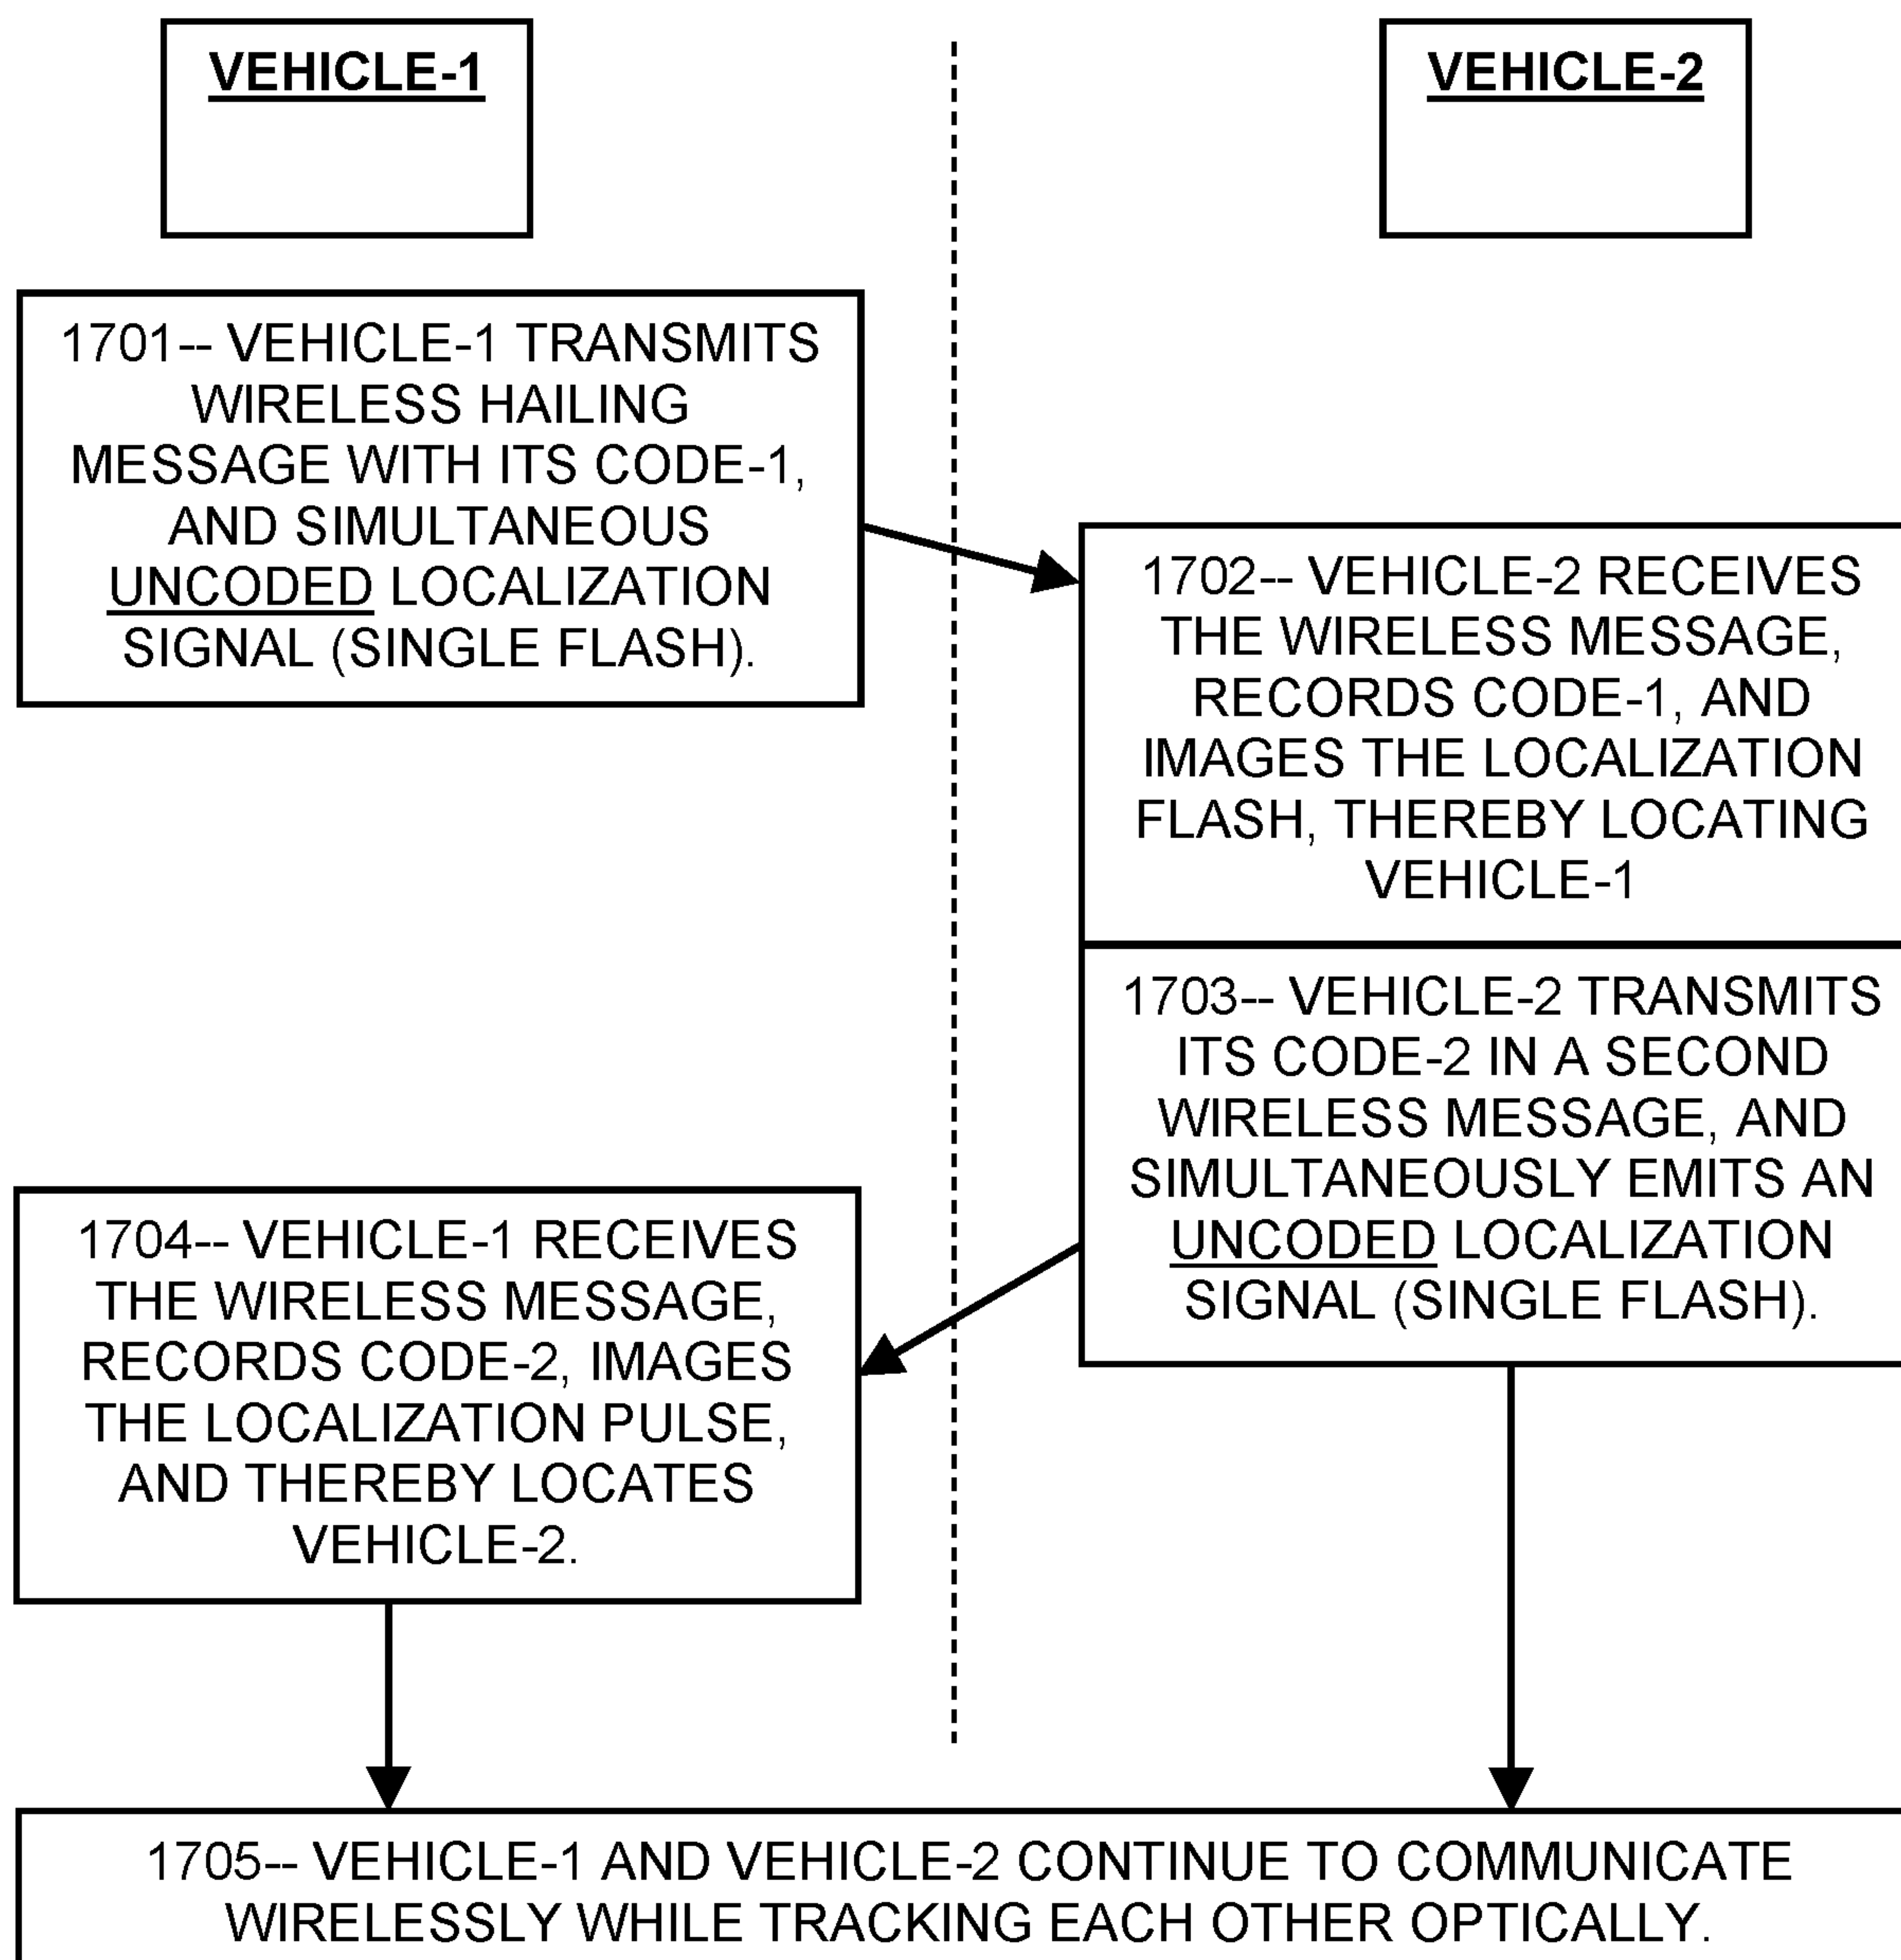 VEHICLE-1
VEHICLE-2
1701-- VEHICLE-1 TRANSMITS
WIRELESS HAILING
MESSAGE WITH ITS CODE-1,
AND SIMULTANEOUS
UNCODED LOCALIZATION
SIGNAL (SINGLE FLASH).
1702-- VEHICLE-2 RECEIVES
THE WIRELESS MESSAGE,
RECORDS CODE-1, AND
IMAGES THE LOCALIZATION
FLASH, THEREBY LOCATING
VEHICLE-1
1703-- VEHICLE-2 TRANSMITS
ITS CODE-2 IN A SECOND
WIRELESS MESSAGE, AND
SIMULTANEOUSLY EMITS AN
UNCODED LOCALIZATION
SIGNAL (SINGLE FLASH).
1704-- VEHICLE-1 RECEIVES
THE WIRELESS MESSAGE,
RECORDS CODE-2, IMAGES
THE LOCALIZATION PULSE,
AND THEREBY LOCATES
VEHICLE-2.
1705-- VEHICLE-1 AND VEHICLE-2 CONTINUE TO COMMUNICATE
WIRELESSLY WHILE TRACKING EACH OTHER OPTICALLY.